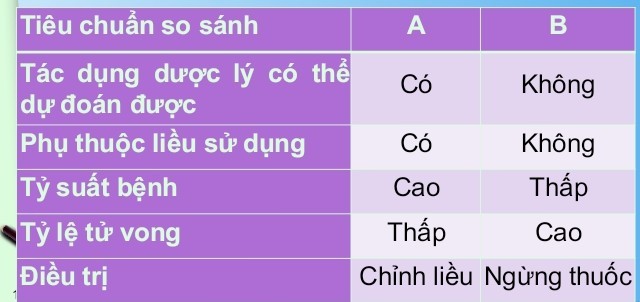 Tiêu chuẩn so sánh A B
Tác dụng dược lý có thể
dự đoán được Có Không
Phụ thuộc liều sử dụng Có Không
Tỷ suất bệnh Cao Thấp
Tỷ lệ tử vong Thấp Cao
Điều trị Chỉnh liều Ngừng thuốc